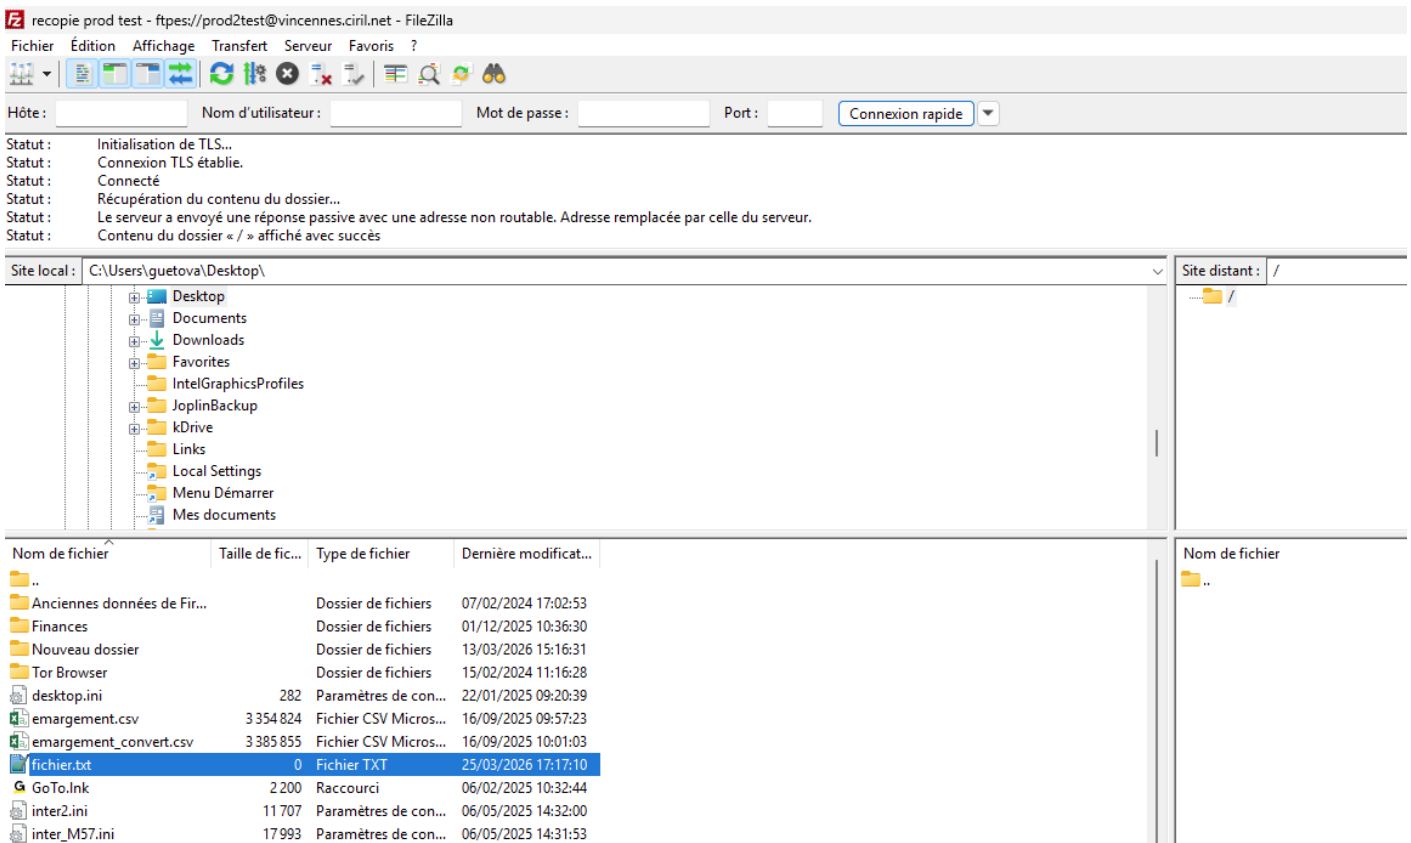 recopie prod test - ftpes://prod2test@vincennes.ciril.net - FileZilla
Fichier Édition Affichage Transfert Serveur Favoris ?
Hôte : Nom d'utilisateur : Mot de passe : Port : Connexion rapide
Statut : Initialisation de TLS...
Statut : Connexion TLS établie.
Statut : Connecté
Statut : Récupération du contenu du dossier...
Statut : Le serveur a envoyé une réponse passive avec une adresse non routable. Adresse remplacée par celle du serveur.
Statut : Contenu du dossier « / » affiché avec succès
Site local : C:\Users\guetova\Desktop\
Desktop
Documents
Downloads
Favorites
IntelGraphicsProfiles
JoplinBackup
kDrive
Links
Local Settings
Menu Démarrer
Mes documents
Site distant : /
/
Nom de fichier Taille de fic... Type de fichier Dernière modificat...
..
Anciennes données de Fir... Dossier de fichiers 07/02/2024 17:02:53
Finances Dossier de fichiers 01/12/2025 10:36:30
Nouveau dossier Dossier de fichiers 13/03/2026 15:16:31
Tor Browser Dossier de fichiers 15/02/2024 11:16:28
desktop.ini 282 Paramètres de con... 22/01/2025 09:20:39
emargement.csv 3 354 824 Fichier CSV Micros... 16/09/2025 09:57:23
emargement_convert.csv 3 385 855 Fichier CSV Micros... 16/09/2025 10:01:03
fichier.txt 0 Fichier TXT 25/03/2026 17:17:10
GoTo.lnk 2 200 Raccourci 06/02/2025 10:32:44
inter2.ini 11 707 Paramètres de con... 06/05/2025 14:32:00
inter_M57.ini 17 993 Paramètres de con... 06/05/2025 14:31:53
Nom de fichier
..